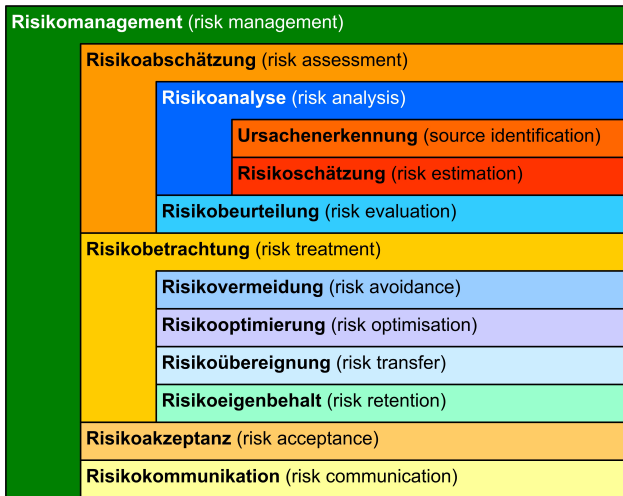 Risikomanagement (risk management)
Risikoabschätzung (risk assessment)
Risikoanalyse (risk analysis)
Ursachenerkennung (source identification)
Risikoschätzung (risk estimation)
Risikobeurteilung (risk evaluation)
Risikobetrachtung (risk treatment)
Risikovermeidung (risk avoidance)
Risikooptimierung (risk optimisation)
Risikoübereignung (risk transfer)
Risikoeigenbehalt (risk retention)
Risikoakzeptanz (risk acceptance)
Risikokommunikation (risk communication)